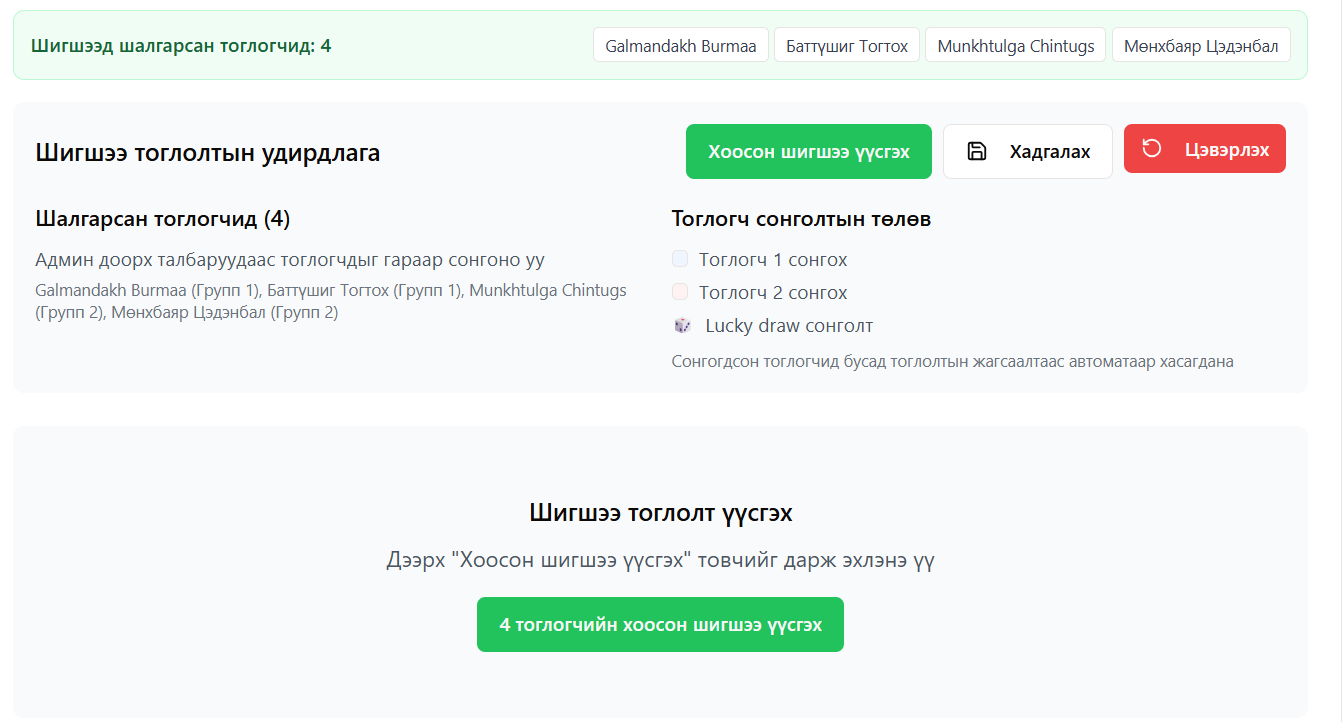 Шигшээд шалгарсан тоглогчид: 4
Galmandakh Burmaa
Баттүшиг Тогтох
Munkhtulga Chintugs
Мөнхбаяр Цэдэнбал
Шигшээ тоглолтын удирдлага
Хоосон шигшээ үүсгэх
Хадгалах
Цэвэрлэх
Шалгарсан тоглогчид (4)
Админ доорх талбаруудаас тоглогчдыг гараар сонгоно уу
Galmandakh Burmaa (Групп 1), Баттүшиг Тогтох (Групп 1), Munkhtulga Chintugs
(Групп 2), Мөнхбаяр Цэдэнбал (Групп 2)
Тоглогч сонголтын төлөв
Тоглогч 1 сонгох
Тоглогч 2 сонгох
Lucky draw сонголт
Сонгогдсон тоглогчид бусад тоглолтын жагсаалтаас автоматаар хасагдана
Шигшээ тоглолт үүсгэх
Дээрх "Хоосон шигшээ үүсгэх" товчийг дарж эхлэнэ үү
4 тоглогчийн хоосон шигшээ үүсгэх